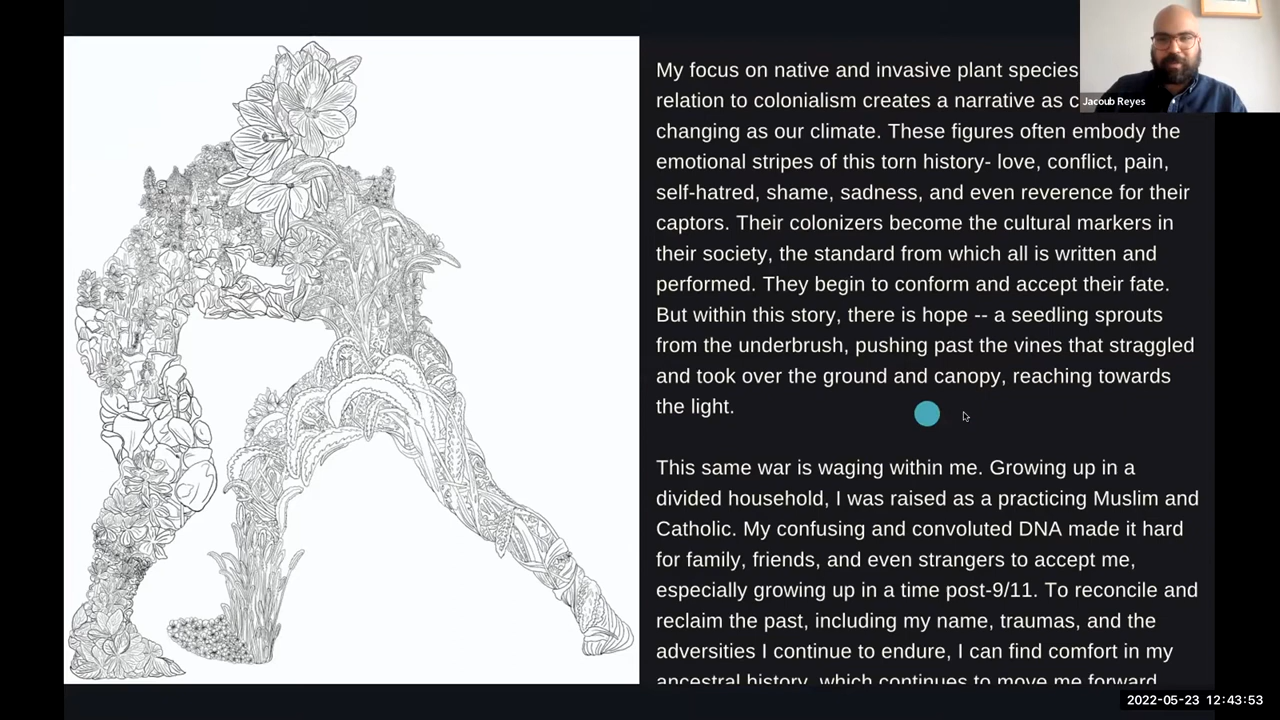 My focus on native and invasive plant species
relation to colonialism creates a narrative as
changing as our climate. These figures often embody the
emotional stripes of this torn history- love, conflict, pain,
self-hatred, shame, sadness, and even reverence for their
captors. Their colonizers become the cultural markers in
their society, the standard from which all is written and
performed. They begin to conform and accept their fate.
But within this story, there is hope -- a seedling sprouts
from the underbrush, pushing past the vines that straggled
and took over the ground and canopy, reaching towards
the light.
This same war is waging within me. Growing up in a
divided household, I was raised as a practicing Muslim and
Catholic. My confusing and convoluted DNA made it hard
for family, friends, and even strangers to accept me,
especially growing up in a time post-9/11. To reconcile and
reclaim the past, including my name, traumas, and the
adversities I continue to endure, I can find comfort in my
ancestral history, which continues to move me forward
Jacoub Reyes
2022-05-23 12:43:53